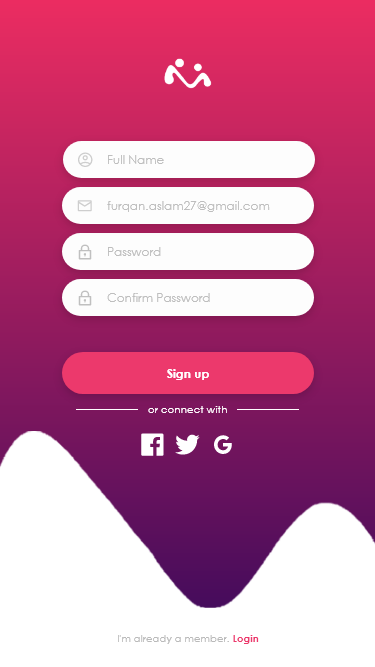 Full Name
furqan.aslam27@gmail.com
Password
Confirm Password
Sign up
or connect with
I'm already a member. Login